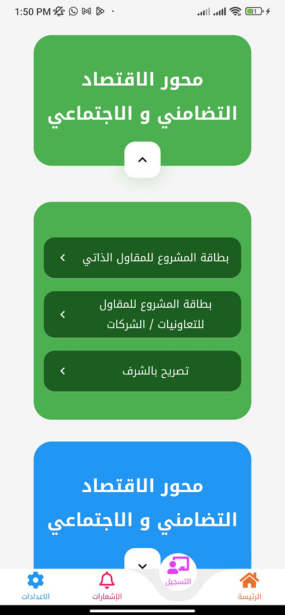 1:50 PM
محور الاقتصاد
التضامني و الاجتماعي
بطاقة المشروع للمقاول الذاتي
بطاقة المشروع للمقاول
للتعاونيات / الشركات
تصريح بالشرف
محور الاقتصاد
التضامني و الاجتماعي
الرئيسة
التسجيل
الإشعارات
الاعدادات